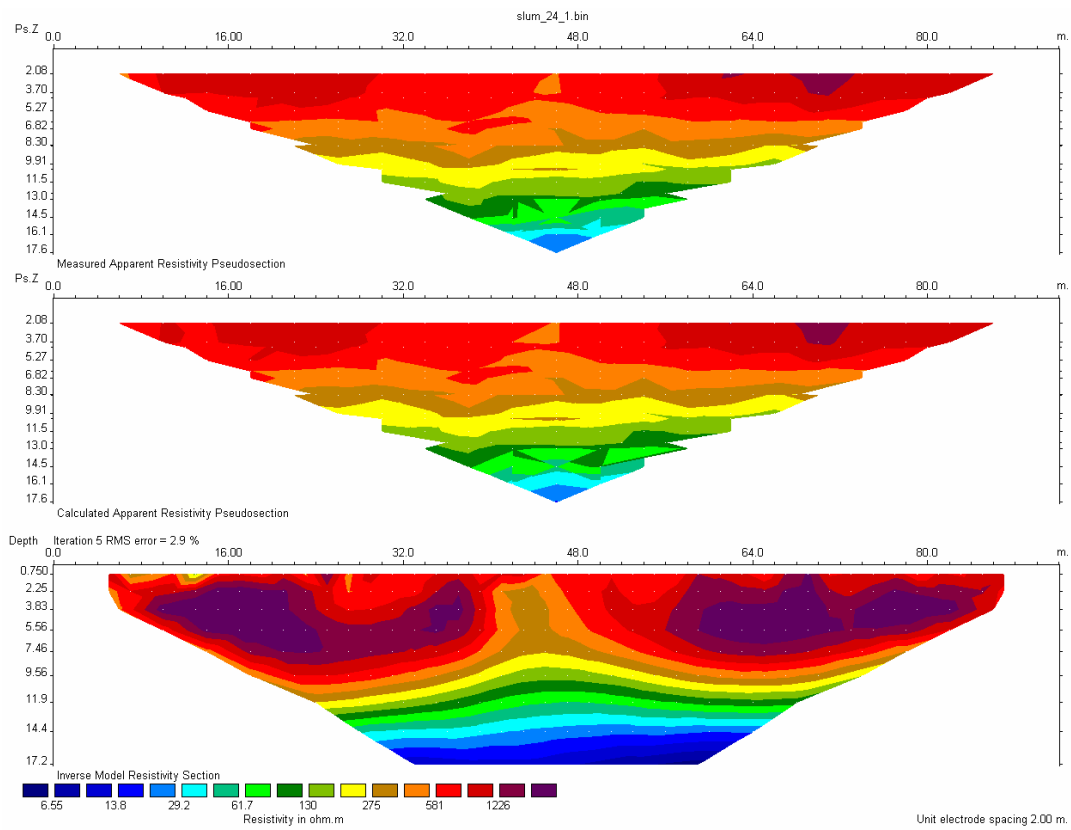 slum_24_1.bin
Ps.Z
0.0 16.00 32.0 48.0 64.0 80.0 m.
2.08
3.70
5.27
6.82
8.30
9.91
11.5
13.0
14.5
16.1
17.6
Measured Apparent Resistivity Pseudosection
Ps.Z
0.0 16.00 32.0 48.0 64.0 80.0 m.
2.08
3.70
5.27
6.82
8.30
9.91
11.5
13.0
14.5
16.1
17.6
Calculated Apparent Resistivity Pseudosection
Depth Iteration 5 RMS error = 2.9 %
0.0 16.00 32.0 48.0 64.0 80.0 m.
0.750
2.25
3.83
5.56
7.46
9.56
11.9
14.4
17.2
Inverse Model Resistivity Section
6.55 13.8 29.2 61.7 130 275 581 1226
Resistivity in ohm.m
Unit electrode spacing 2.00 m.